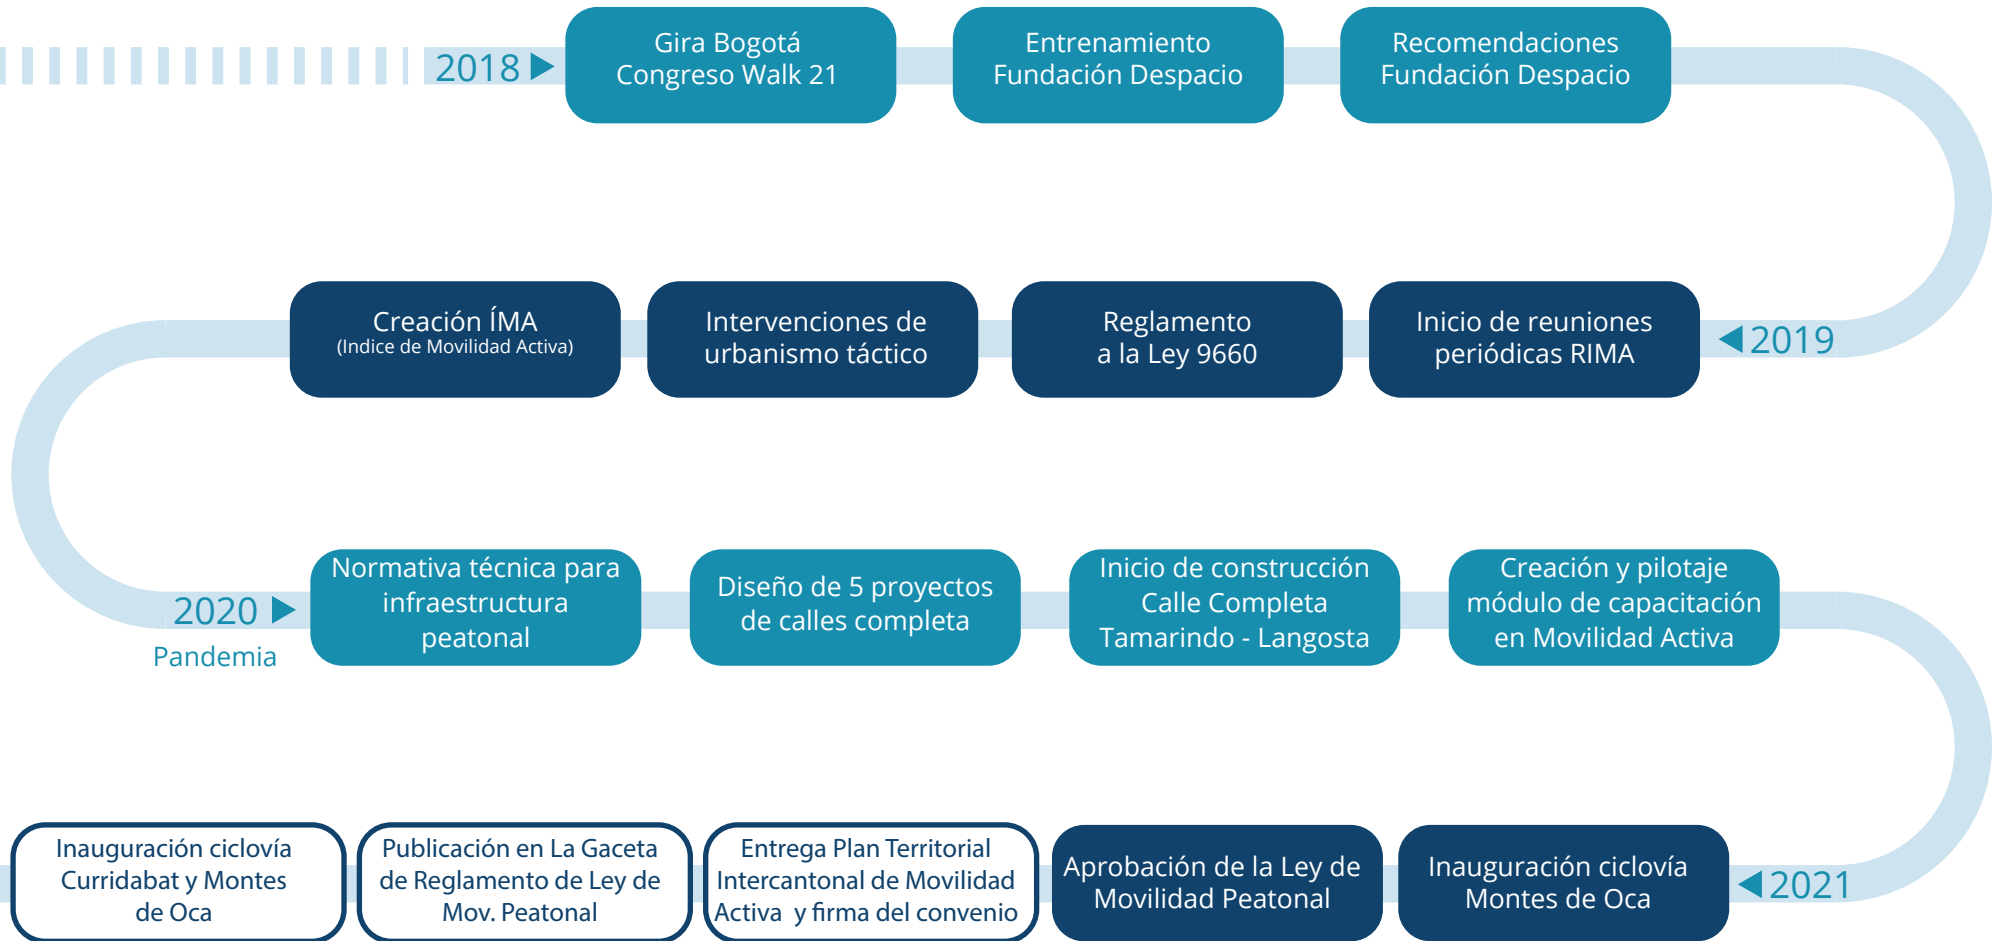 2018
Gira Bogotá
Congreso Walk 21
Entrenamiento
Fundación Despacio
Recomendaciones
Fundación Despacio
2019
Inicio de reuniones
periódicas RIMA
Reglamento
a la Ley 9660
Intervenciones de
urbanismo táctico
Creación ÍMA
(Indice de Movilidad Activa)
2020
Pandemia
Normativa técnica para
infraestructura
peatonal
Diseño de 5 proyectos
de calles completa
Inicio de construcción
Calle Completa
Tamarindo - Langosta
Creación y pilotaje
módulo de capacitación
en Movilidad Activa
2021
Inauguración ciclovía
Montes de Oca
Aprobación de la Ley de
Movilidad Peatonal
Entrega Plan Territorial
Intercantonal de Movilidad
Activa y firma del convenio
Publicación en La Gaceta
de Reglamento de Ley de
Mov. Peatonal
Inauguración ciclovía
Curridabat y Montes
de Oca